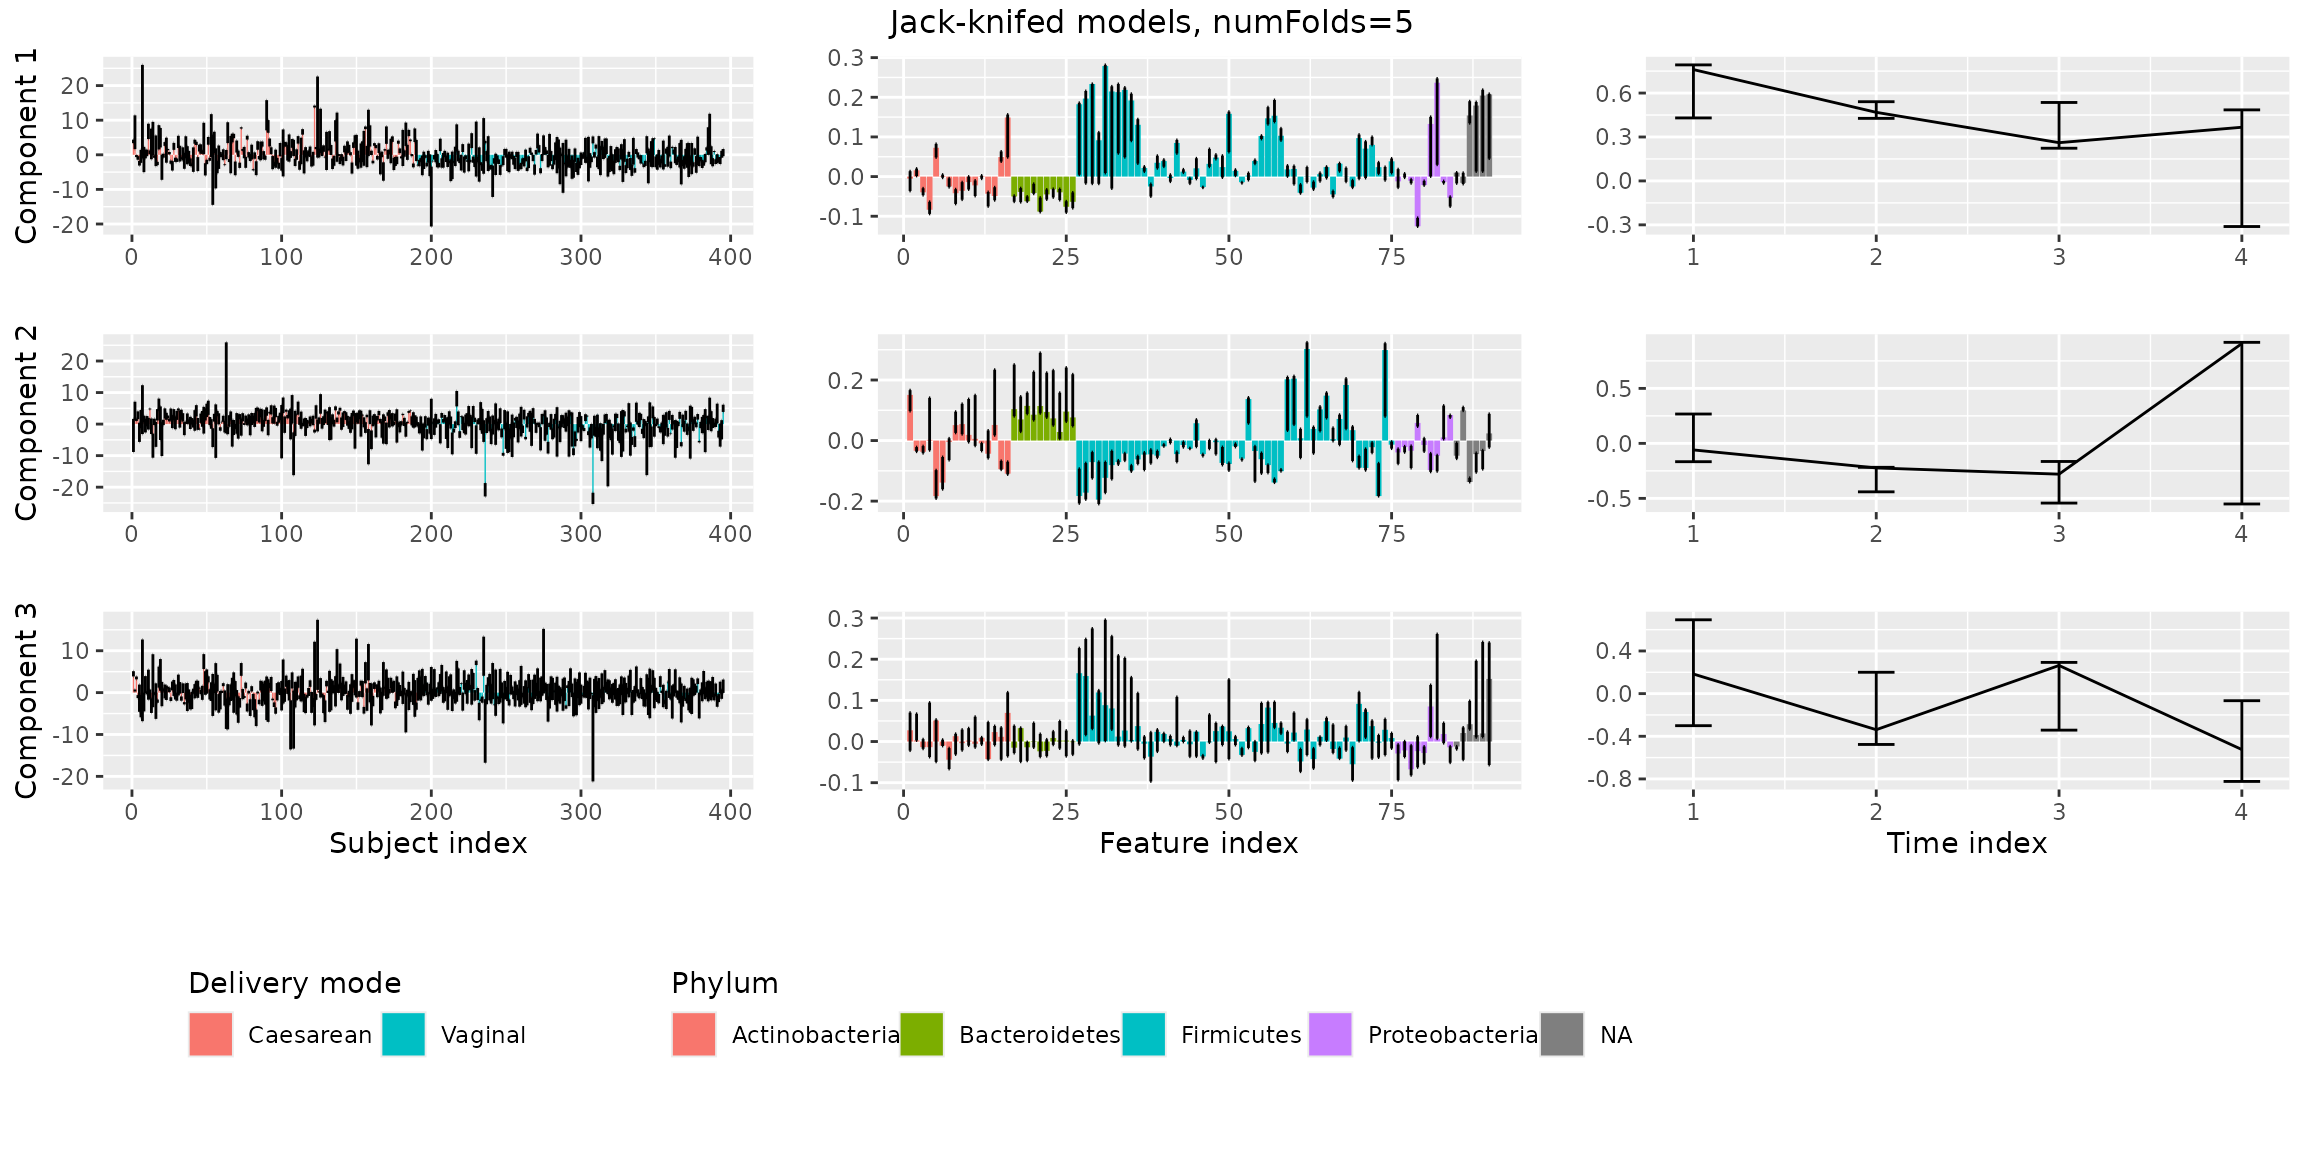 Jack-knifed models, numFolds=5
Component 1
20
10
0
-10
-20
0 100 200 300 400
0.3
0.2
0.1
0.0
-0.1
0 25 50 75
0.6
0.3
0.0
-0.3
1 2 3 4
Component 2
20
10
0
-10
-20
0 100 200 300 400
0.2
0.0
-0.2
0 25 50 75
0.5
0.0
-0.5
1 2 3 4
Component 3
10
0
-10
-20
0 100 200 300 400
Subject index
0.3
0.2
0.1
0.0
-0.1
0 25 50 75
Feature index
0.4
0.0
-0.4
-0.8
1 2 3 4
Time index
Delivery mode
Caesarean Vaginal
Phylum
Actinobacteria Bacteroidetes Firmicutes Proteobacteria NA